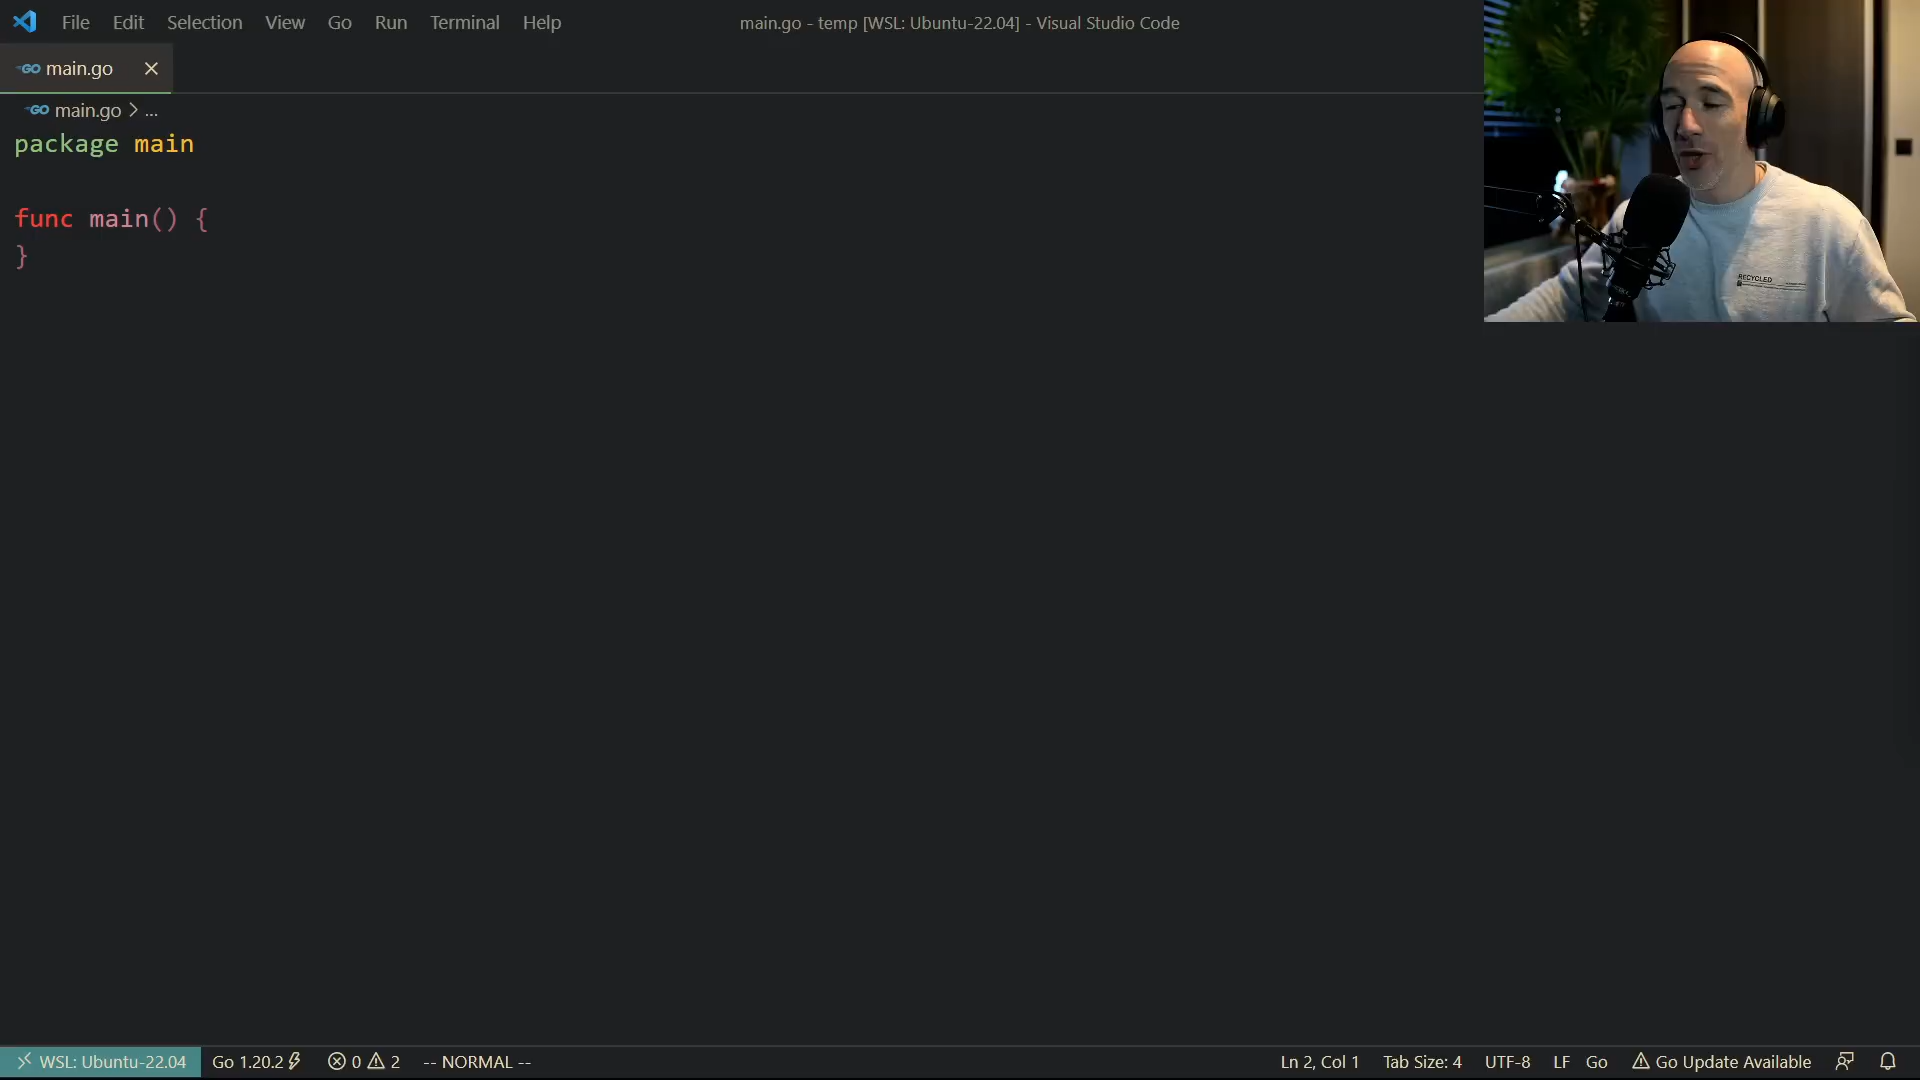 File Edit Selection View Go Run Terminal Help
main.go - temp [WSL: Ubuntu-22.04] - Visual Studio Code
GO main.go
GO main.go > ...
package main
func main() {
}
RECYCLED
WSL: Ubuntu-22.04 Go 1.20.2 0 2 -- NORMAL --
Ln 2, Col 1 Tab Size: 4 UTF-8 LF Go Go Update Available